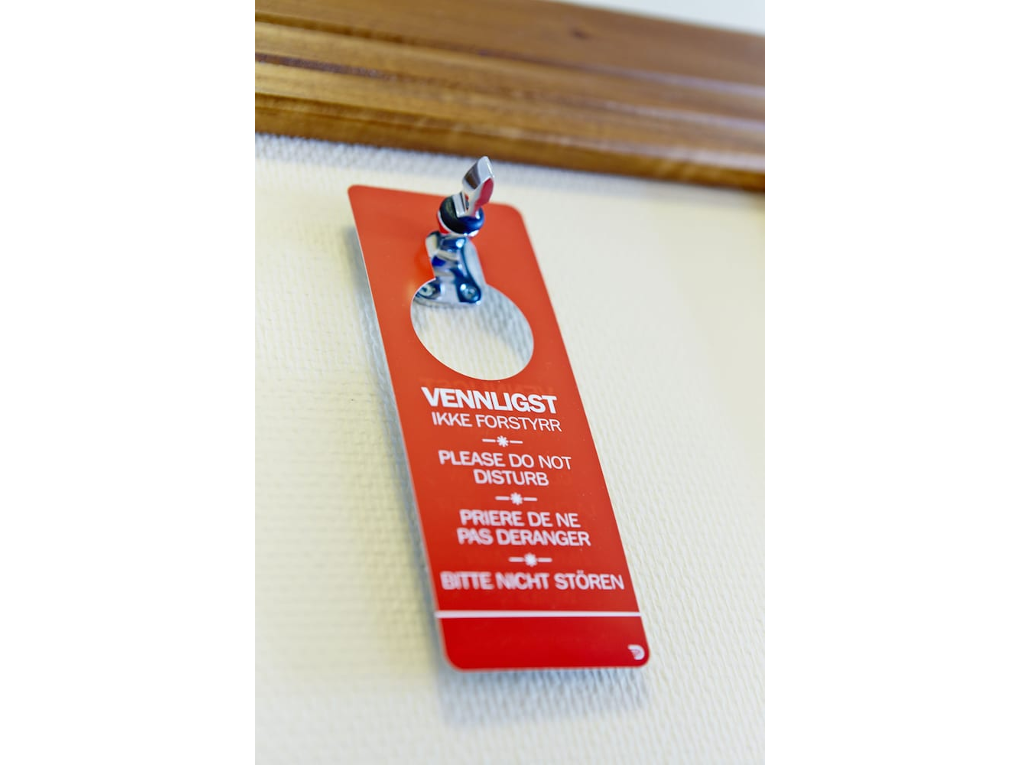 VENNLIGST
IKKE FORSTYRR
PLEASE DO NOT
DISTURB
PRIERE DE NE
PAS DERANGER
BITTE NICHT STÖREN